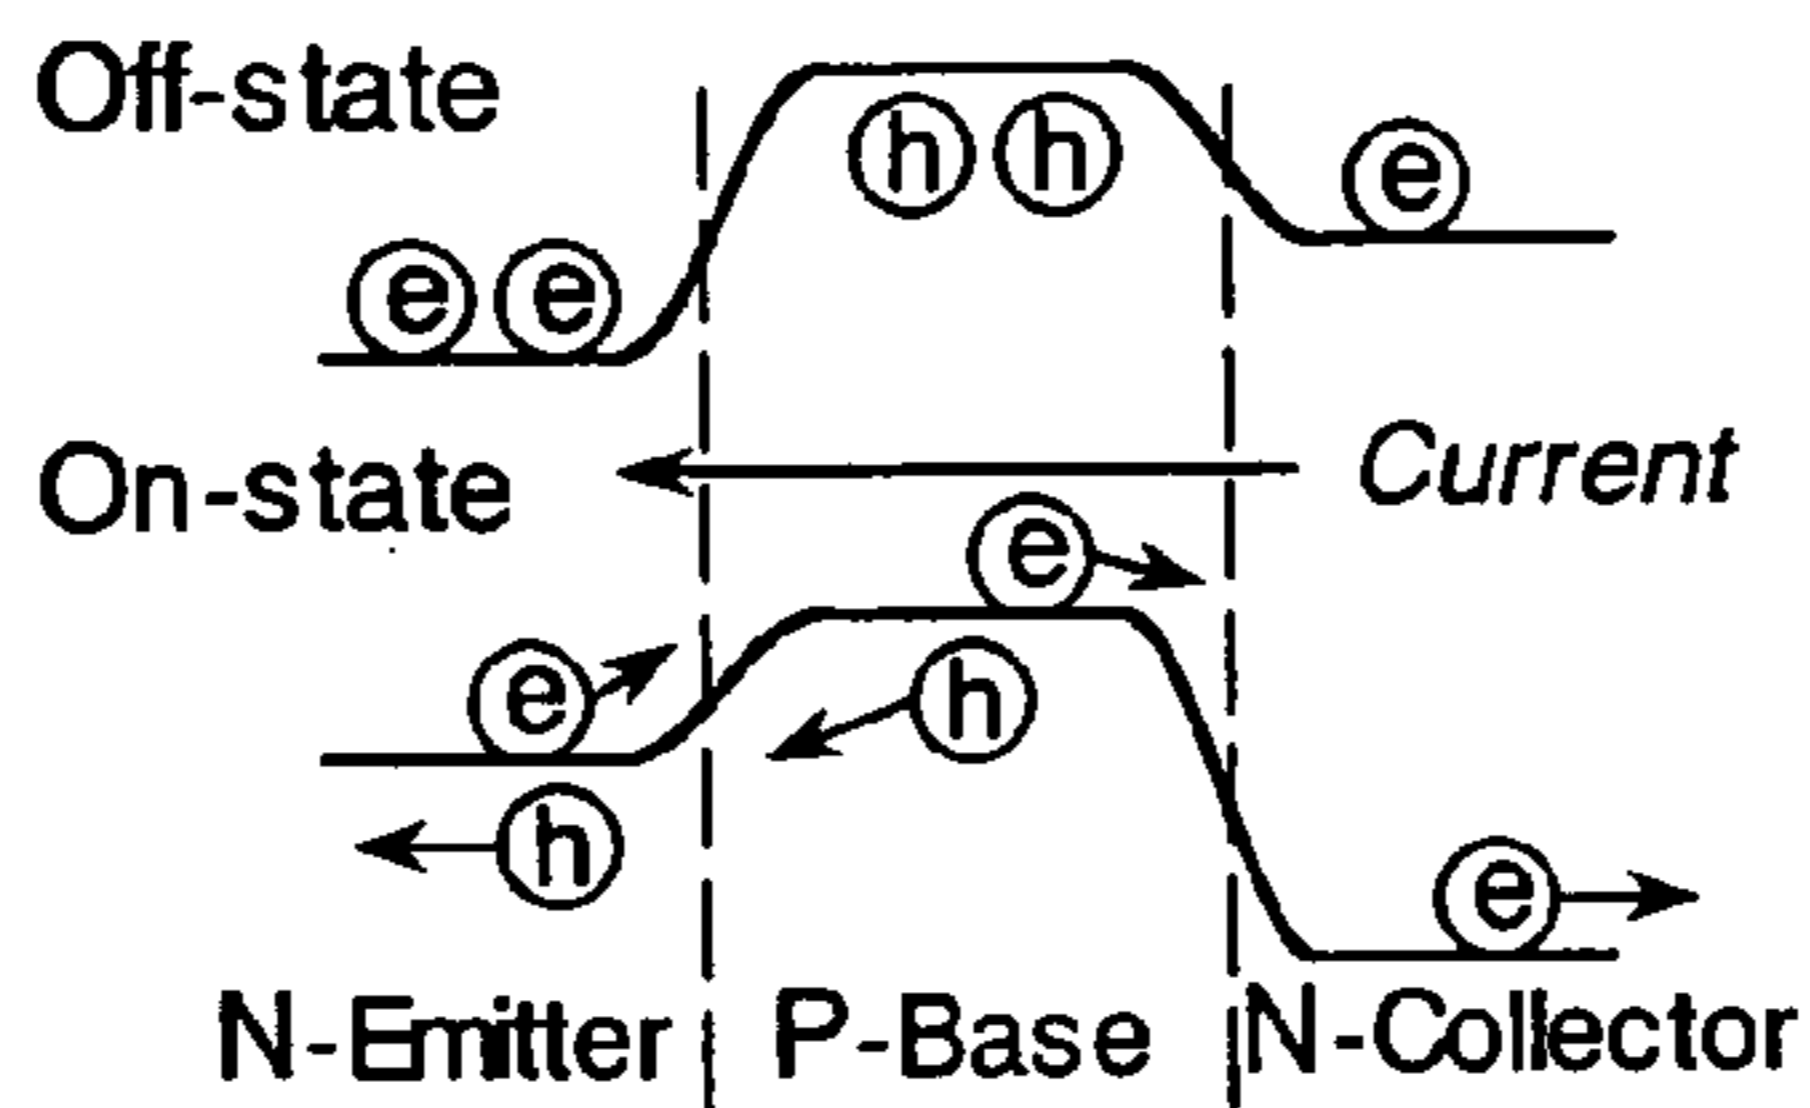 Off-state
h h
e
e e
On-state
Current
e
e
h
h
e
N-Emitter P-Base N-Collector